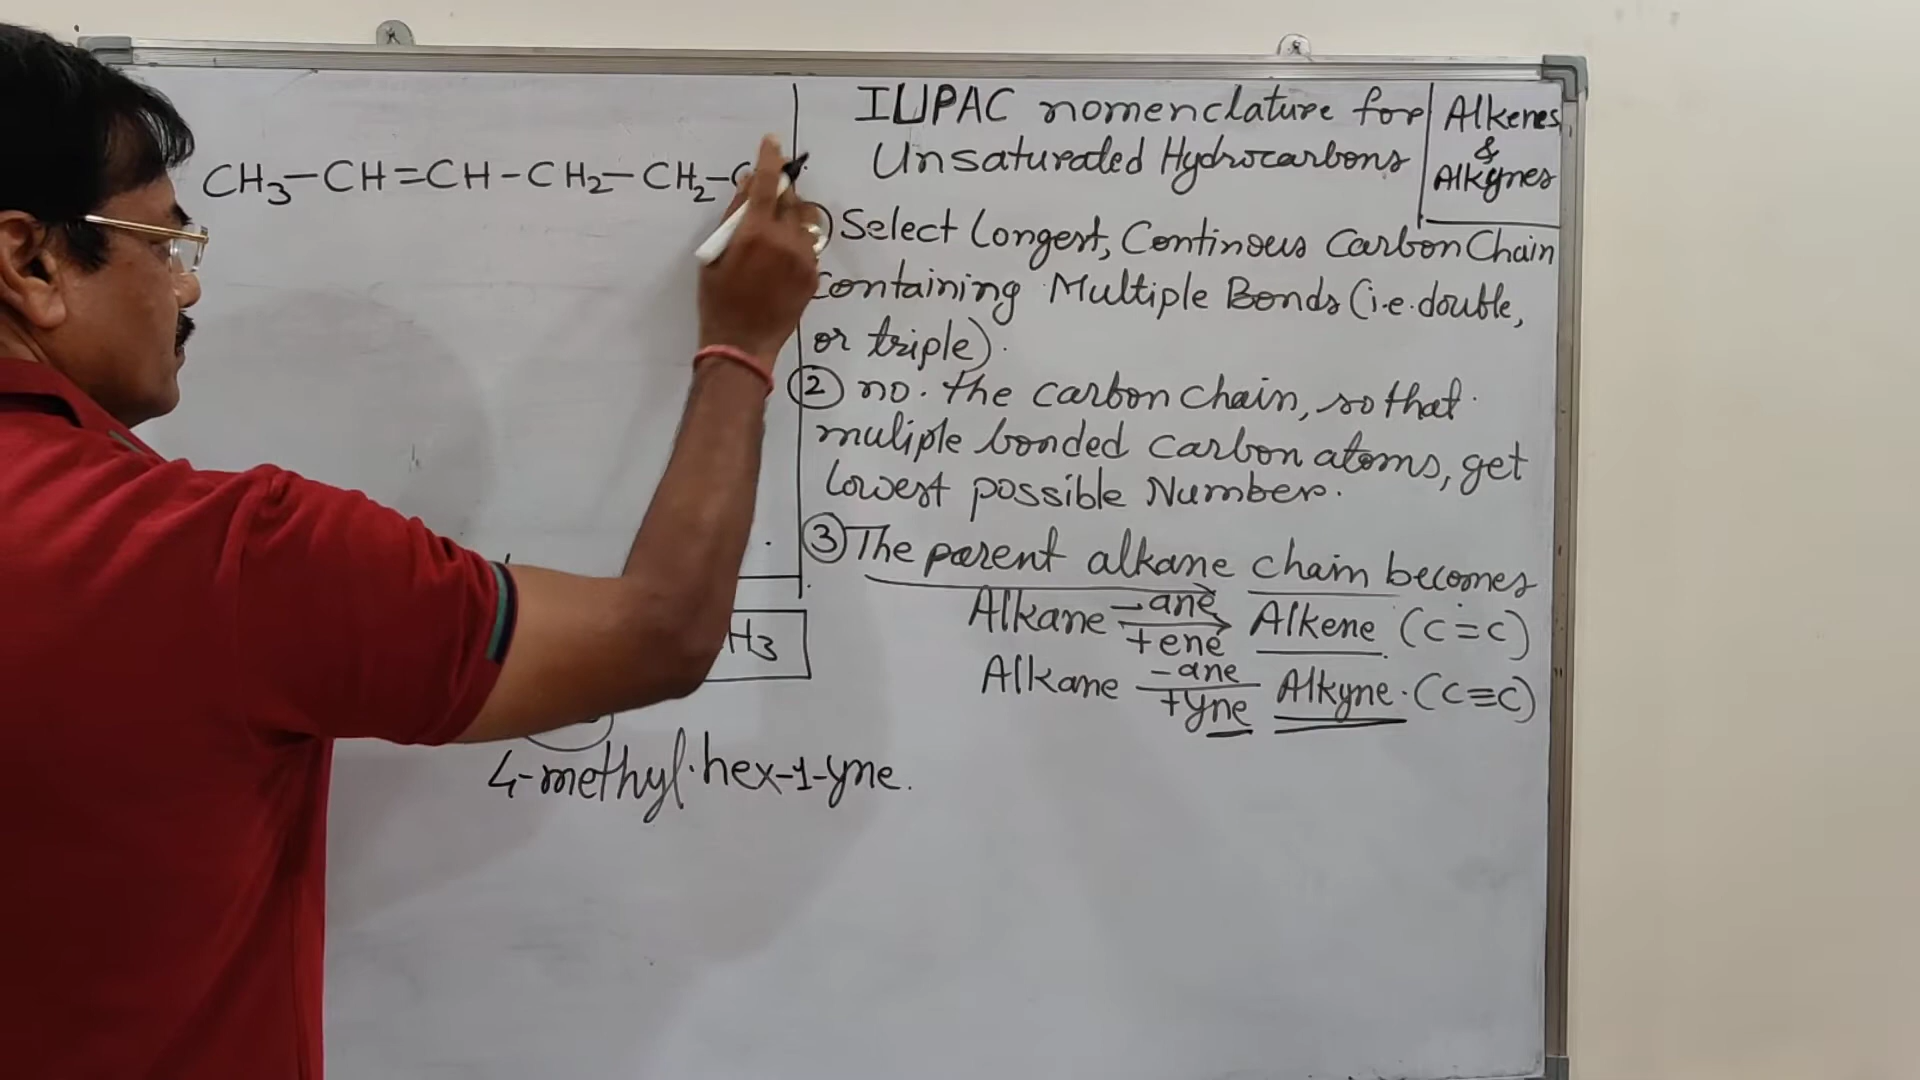 CH3-CH=CH-CH2-CH2-C
H3
4-methyl·hex-1-yne.
IUPAC nomenclature for
Unsaturated Hydrocarbons
Alkenes
&
Alkynes
Select Longest, Continous Carbon Chain
containing Multiple Bonds (i.e. double,
or triple).
② no. the carbon chain, so that
muliple bonded carbon atoms, get
lowest possible Number.
③ The parent alkane chain becomes
Alkane -ane +ene → Alkene (C=C)
Alkane -ane +yne Alkyne. (C≡C)